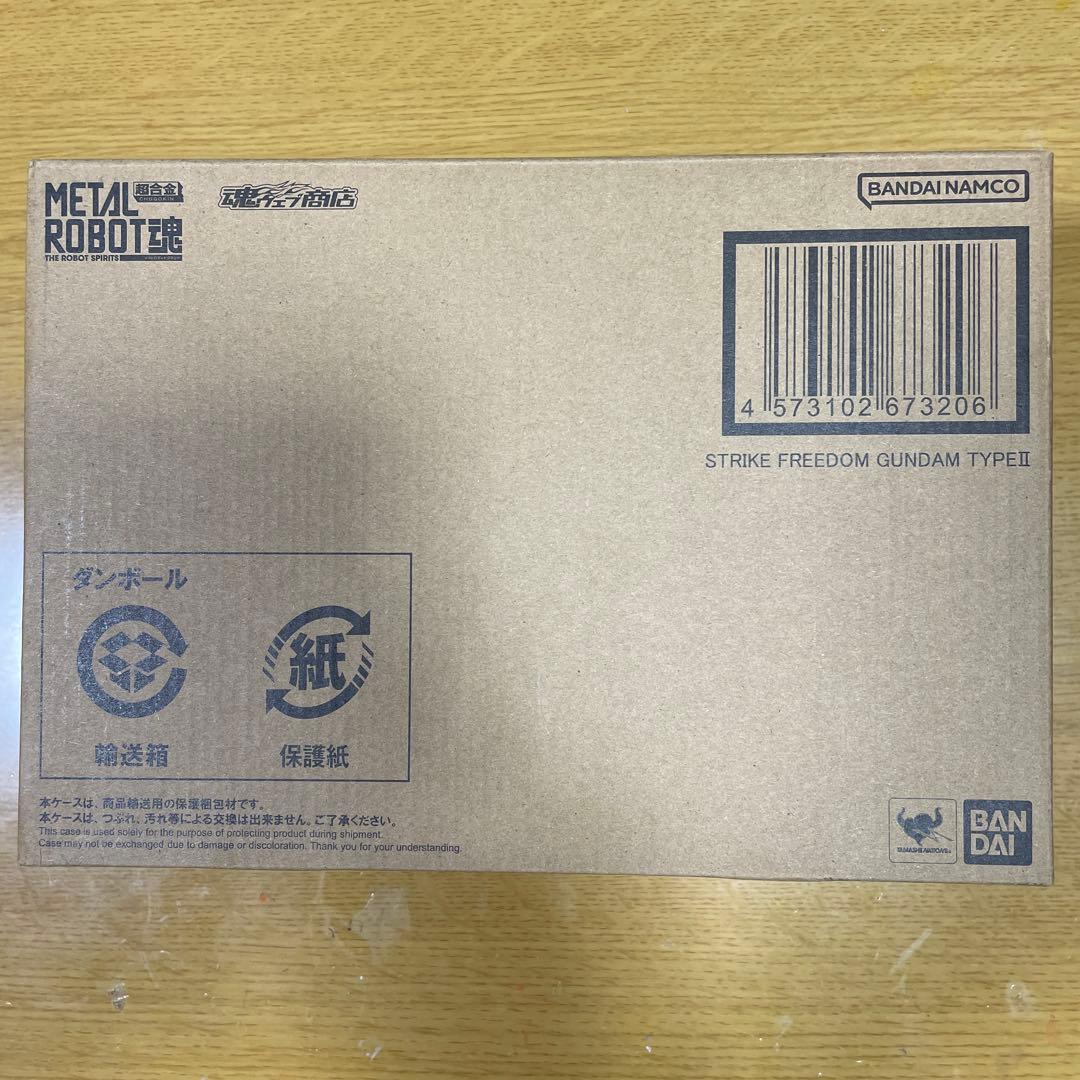 METAL 超合金
CHOGOKIN
ROBOT魂
THE ROBOT SPIRITS
魂ウェブ商店
BANDAI NAMCO
4 573102 673206
STRIKE FREEDOM GUNDAM TYPEⅡ
ダンボール
紙
輸送箱
保護紙
本ケースは、商品輸送用の保護梱包材です。
本ケースは、つぶれ、汚れ等による交換は出来ません。ご了承ください。
This case is used solely for the purpose of protecting product during shipment.
Case may not be exchanged due to damage or discoloration. Thank you for your understanding.
TAMASHII NATIONS
BAN
DAI